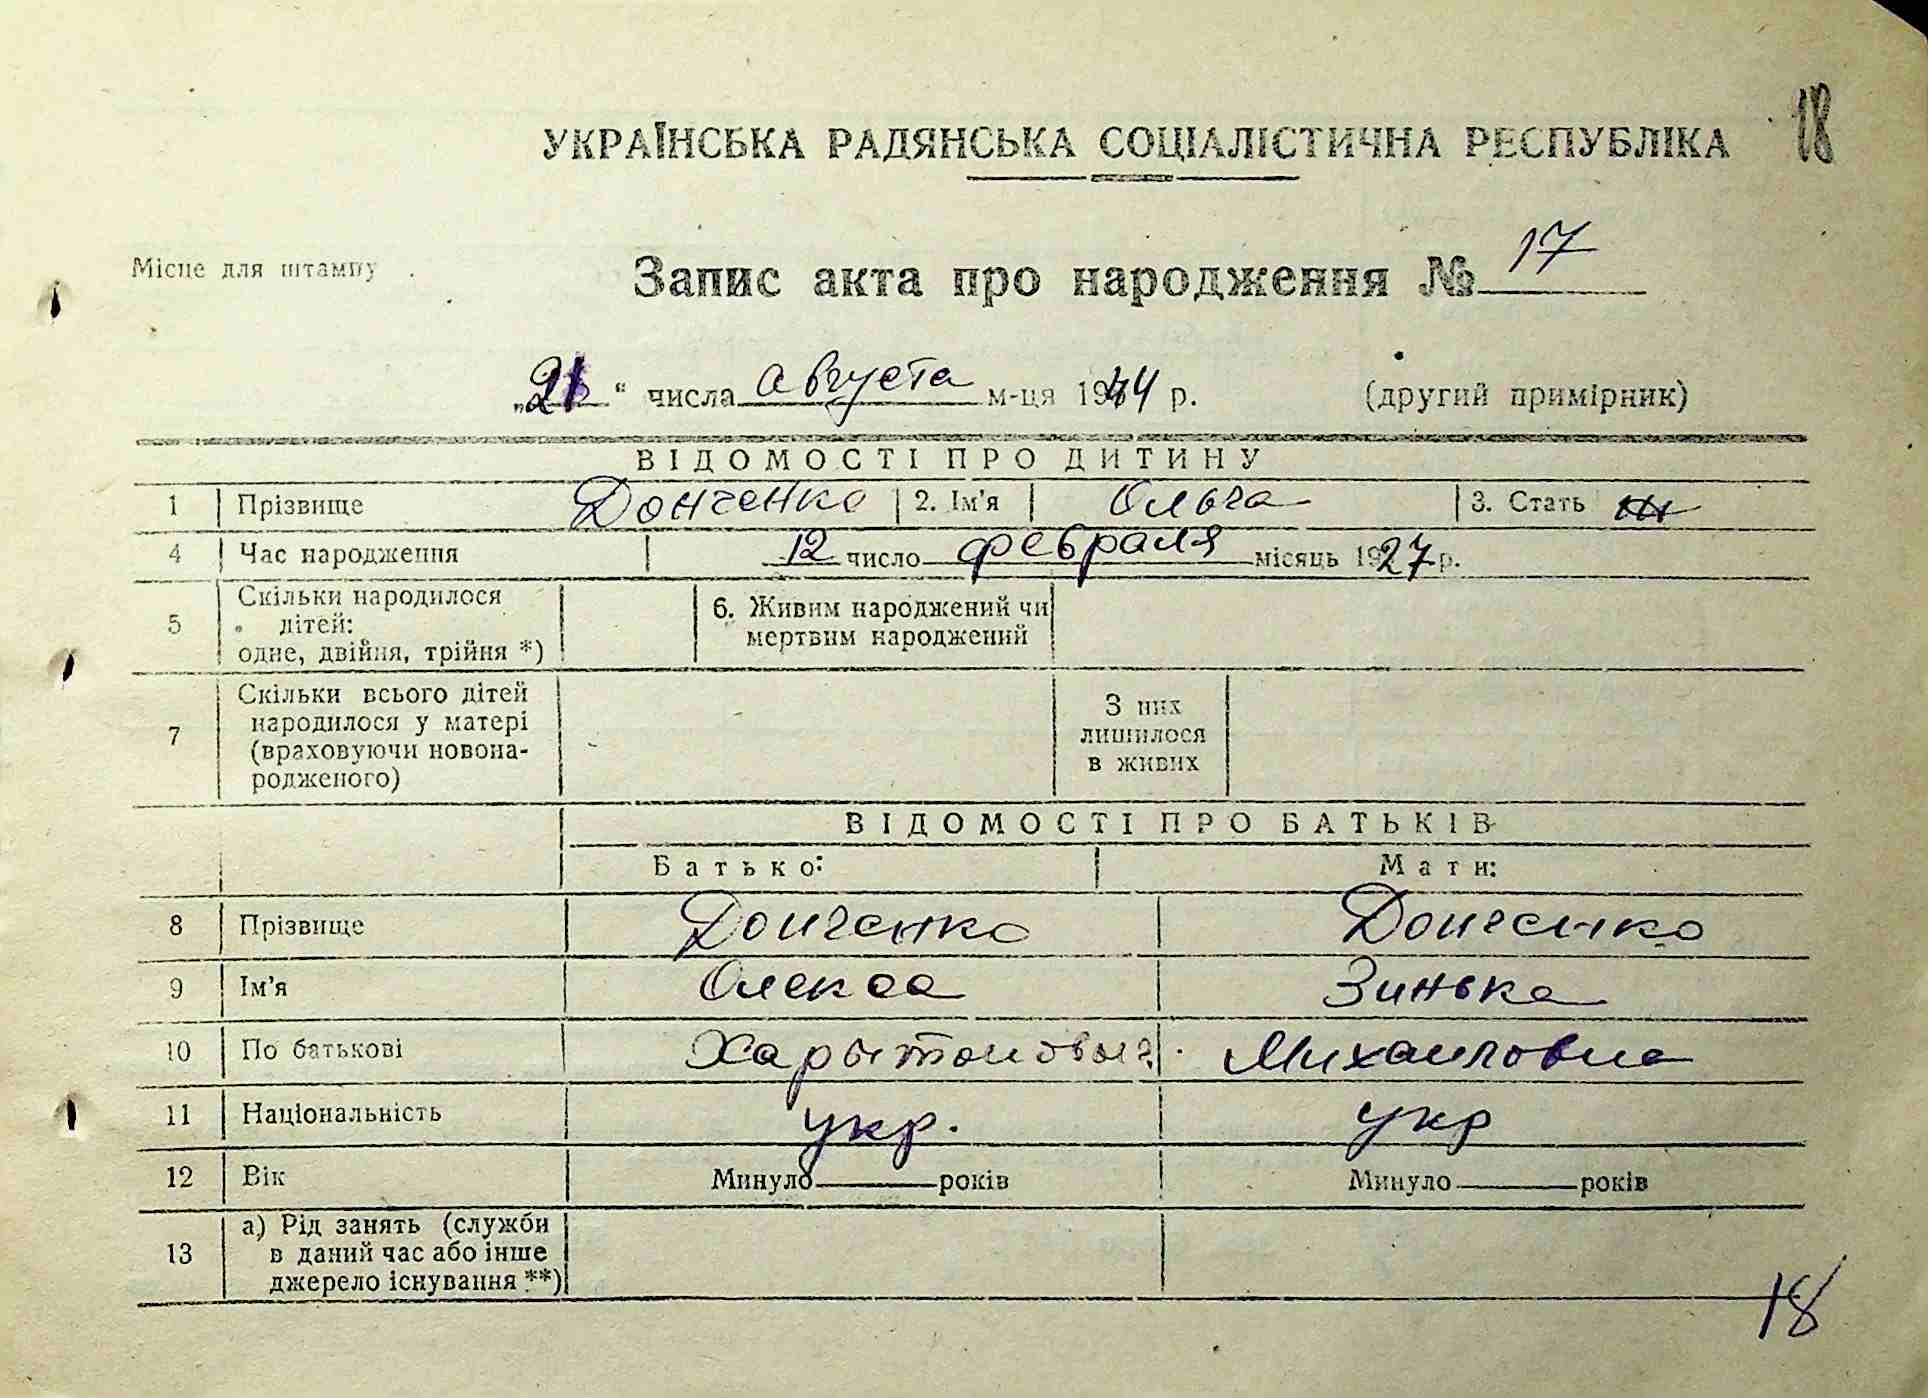 18
УКРАЇНСЬКА РАДЯНСЬКА СОЦІАЛІСТИЧНА РЕСПУБЛІКА
Місце для штампу
Запис акта про народження № 17
„21“ числа августа м-ця 1944 р. (другий примірник)
ВІДОМОСТІ ПРО ДИТИНУ
1 Прізвище Донченко 2. Ім'я Ольга 3. Стать ж
4 Час народження 12 число февраля місяць 1927 р.
5 Скільки народилося
дітей:
одне, двійня, трійня *)
6. Живим народжений чи
мертвим народжений
7 Скільки всього дітей
народилося у матері
(враховуючи новона-
родженого)
З них
лишилося
в живих
ВІДОМОСТІ ПРО БАТЬКІВ
Батько: Мати:
8 Прізвище Донченко Донченко
9 Ім'я Олекса Зинька
10 По батькові Харытоновыч Михаиловна
11 Національність укр. укр
12 Вік Минуло років Минуло років
13 а) Рід занять (служби
в даний час або інше
джерело існування **)
18